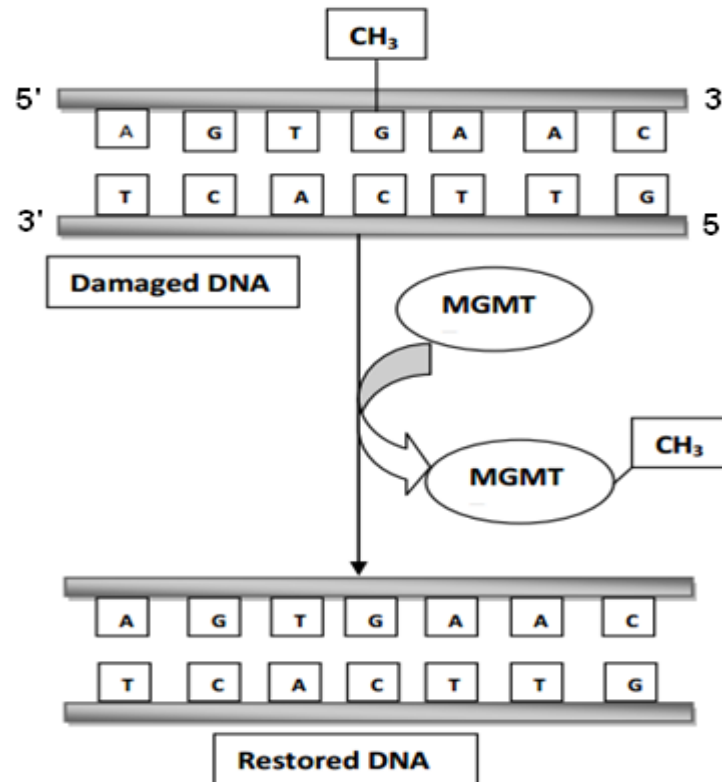 CH₃
5' 3
A G T G A A C
T C A C T T G
3' 5
Damaged DNA
MGMT
CH₃
MGMT
A G T G A A C
T C A C T T G
Restored DNA